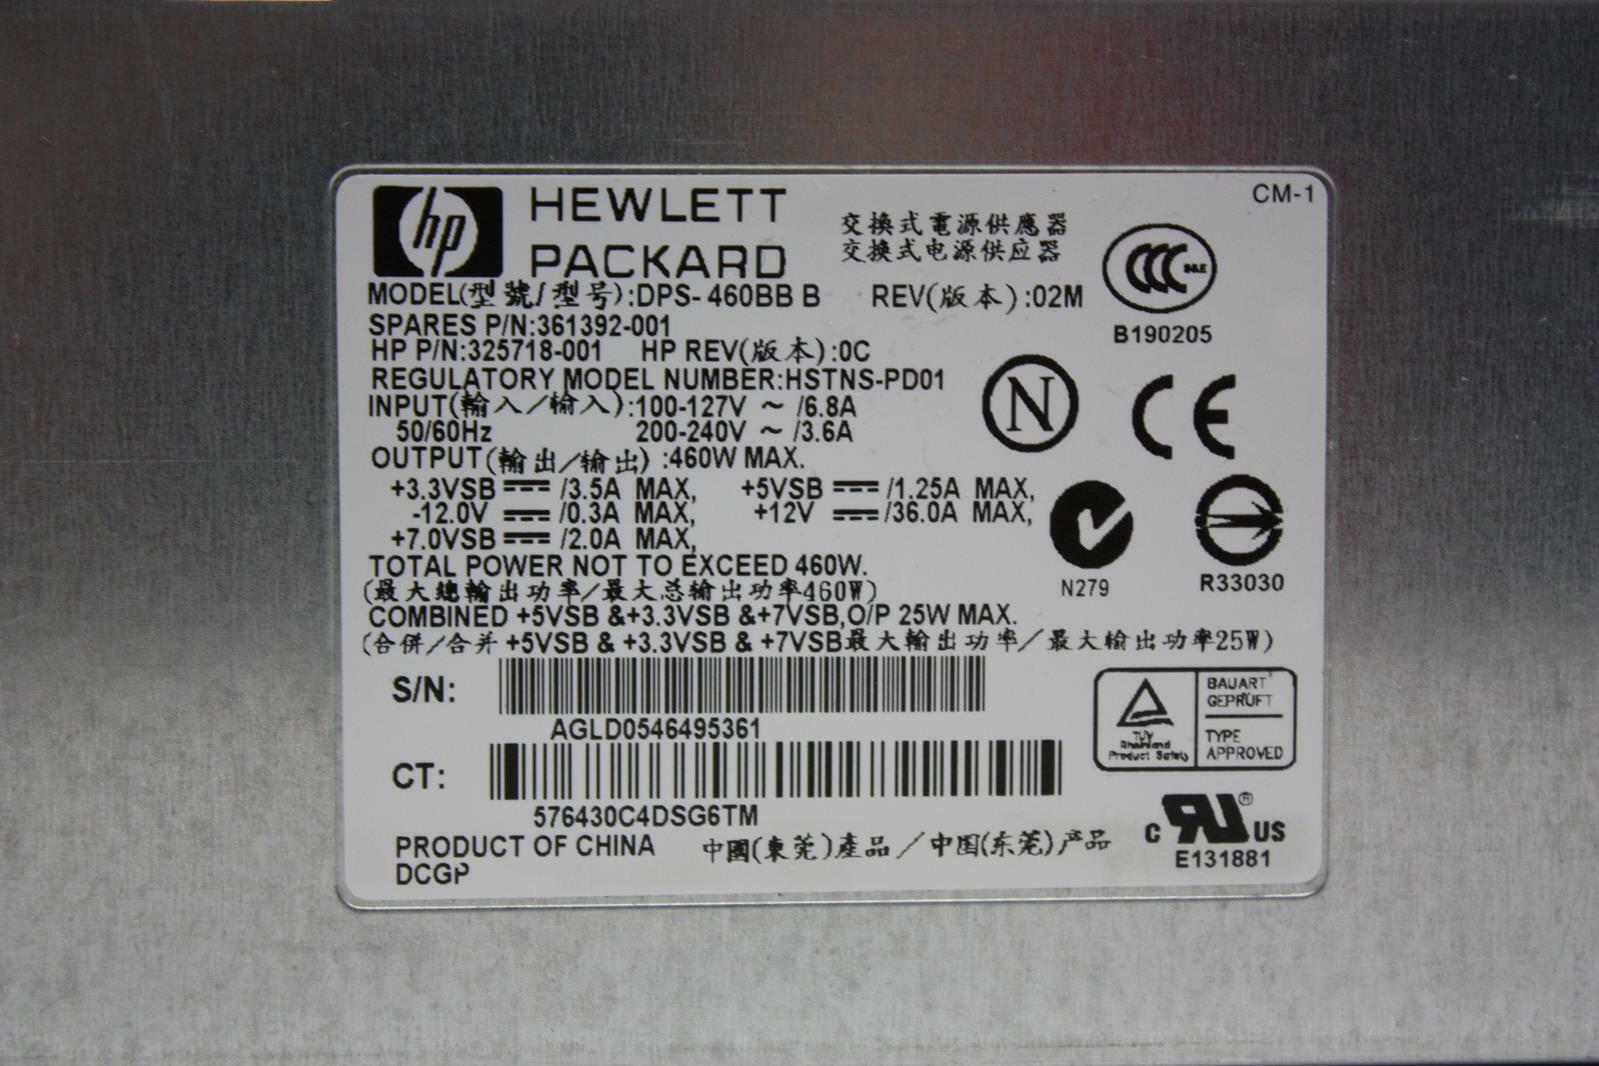 CM-1
hp HEWLETT
PACKARD
交換式電源供應器
交换式电源供应器
S&E
B190205
MODEL(型號/型号):DPS-460BB B REV(版本):02M
SPARES P/N:361392-001
HP P/N:325718-001 HP REV(版本):0C
REGULATORY MODEL NUMBER:HSTNS-PD01
INPUT(輸入/输入):100-127V ~ /6.8A
50/60Hz 200-240V ~ /3.6A
OUTPUT(輸出/输出):460W MAX.
+3.3VSB ⎓ /3.5A MAX, +5VSB ⎓ /1.25A MAX,
-12.0V ⎓ /0.3A MAX, +12V ⎓ /36.0A MAX,
+7.0VSB ⎓ /2.0A MAX,
N
CE
N279
R33030
TOTAL POWER NOT TO EXCEED 460W.
(最大總輸出功率/最大总输出功率460W)
COMBINED +5VSB &+3.3VSB &+7VSB,O/P 25W MAX.
(合併/合并 +5VSB & +3.3VSB & +7VSB最大輸出功率/最大输出功率25W)
S/N:
AGLD0546495361
CT:
576430C4DSG6TM
TÜV
Rheinland
Product Safety
BAUART
GEPRÜFT
TYPE
APPROVED
PRODUCT OF CHINA 中國(東莞)產品/中国(东莞)产品
DCGP
c RU ® US
E131881